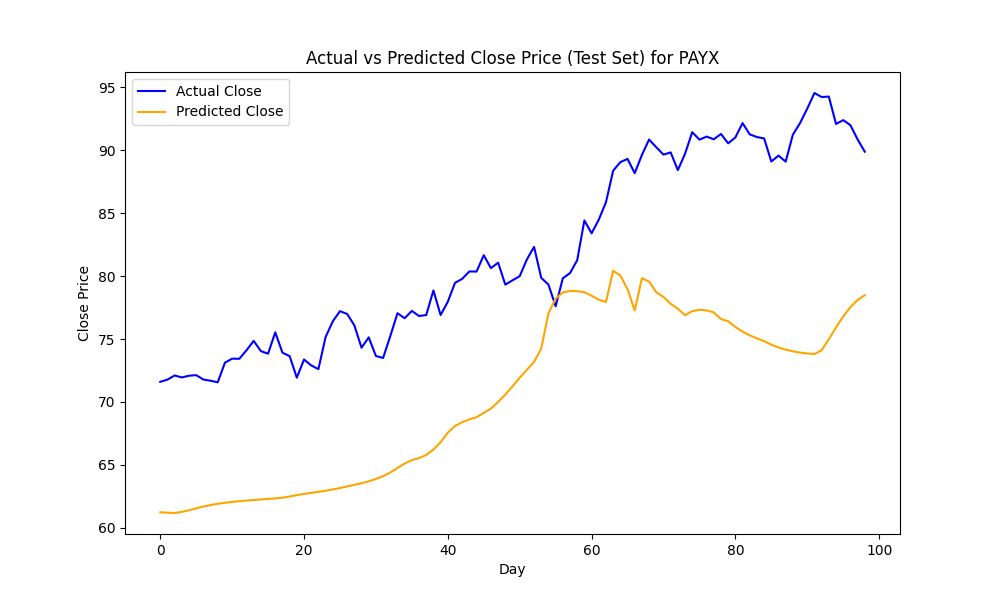 Actual vs Predicted Close Price (Test Set) for PAYX
Actual Close
Predicted Close
95
90
85
80
75
70
65
60
Close Price
0 20 40 60 80 100
Day